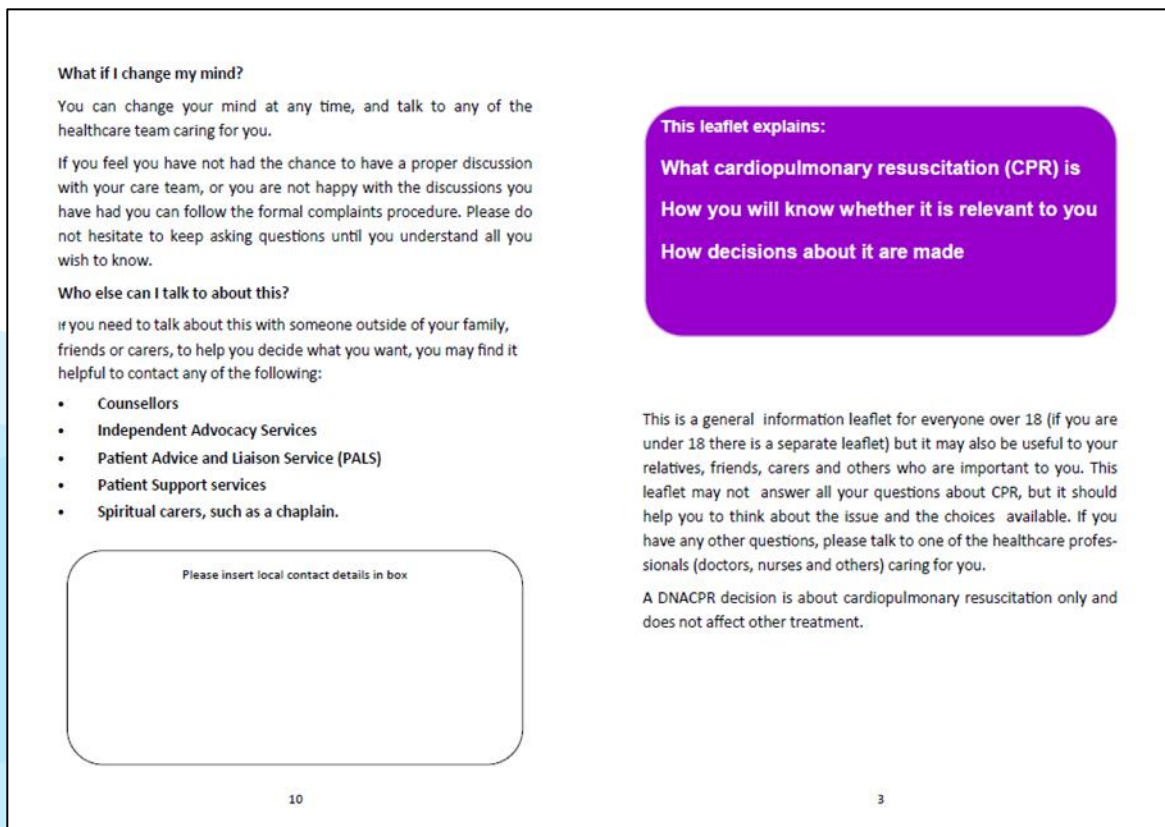 What if I change my mind?
You can change your mind at any time, and talk to any of the
healthcare team caring for you.
If you feel you have not had the chance to have a proper discussion
with your care team, or you are not happy with the discussions you
have had you can follow the formal complaints procedure. Please do
not hesitate to keep asking questions until you understand all you
wish to know.
Who else can I talk to about this?
If you need to talk about this with someone outside of your family,
friends or carers, to help you decide what you want, you may find it
helpful to contact any of the following:
• Counsellors
• Independent Advocacy Services
• Patient Advice and Liaison Service (PALS)
• Patient Support services
• Spiritual carers, such as a chaplain.
Please insert local contact details in box
10
This leaflet explains:
What cardiopulmonary resuscitation (CPR) is
How you will know whether it is relevant to you
How decisions about it are made
This is a general information leaflet for everyone over 18 (if you are
under 18 there is a separate leaflet) but it may also be useful to your
relatives, friends, carers and others who are important to you. This
leaflet may not answer all your questions about CPR, but it should
help you to think about the issue and the choices available. If you
have any other questions, please talk to one of the healthcare profes-
sionals (doctors, nurses and others) caring for you.
A DNACPR decision is about cardiopulmonary resuscitation only and
does not affect other treatment.
3